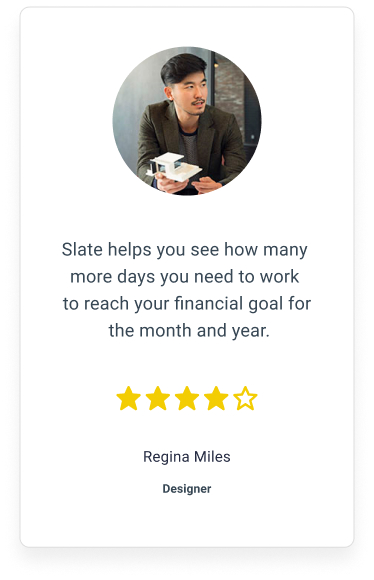 Slate helps you see how many
more days you need to work
to reach your financial goal for
the month and year.
Regina Miles
Designer